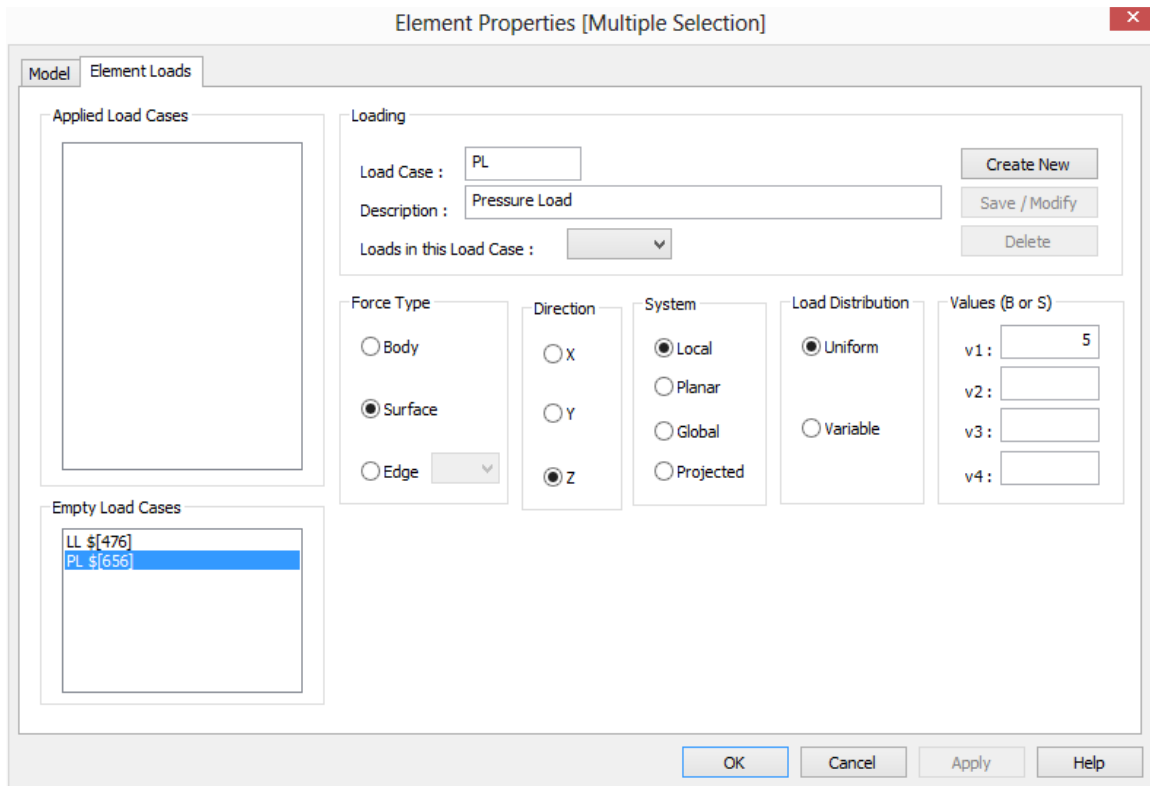 Element Properties [Multiple Selection]
Model
Element Loads
Applied Load Cases
Loading
Load Case :
PL
Create New
Description :
Pressure Load
Save / Modify
Loads in this Load Case :
Delete
Force Type
Direction
System
Load Distribution
Values (B or S)
Body
Surface
Edge
X
Y
Z
Local
Planar
Global
Projected
Uniform
Variable
v1 : 5
v2 :
v3 :
v4 :
Empty Load Cases
LL $[476]
PL $[656]
OK
Cancel
Apply
Help